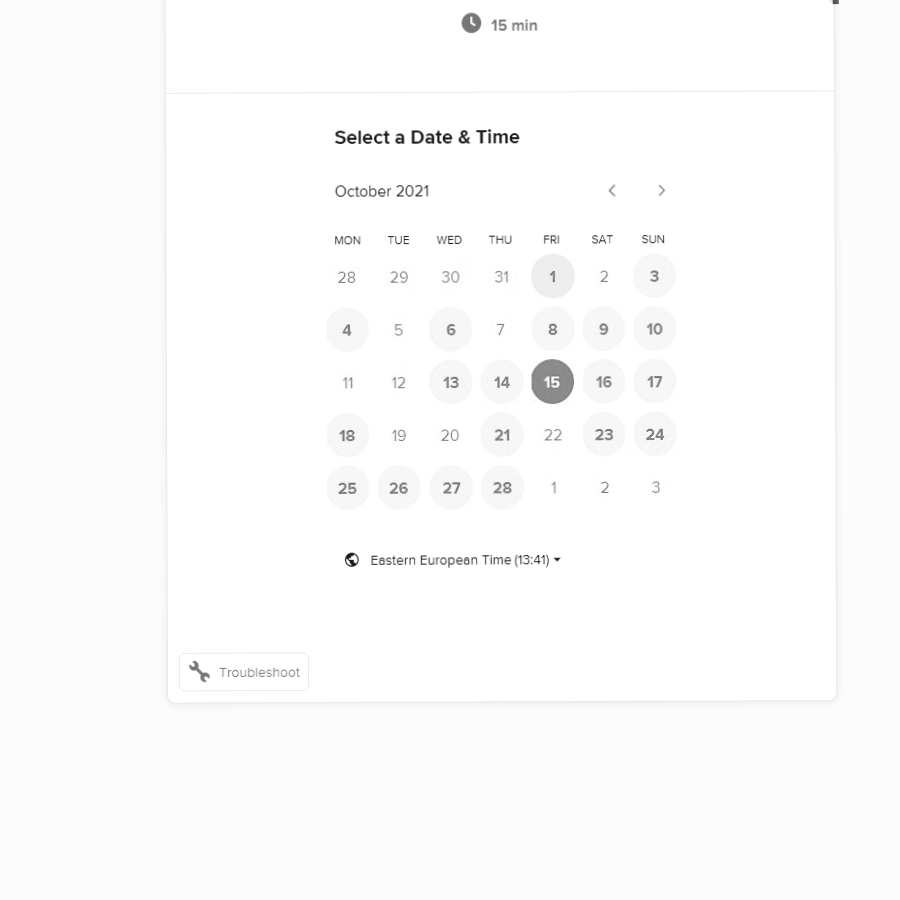 15 min
Select a Date & Time
October 2021
MON TUE WED THU FRI SAT SUN
28 29 30 31 1 2 3
4 5 6 7 8 9 10
11 12 13 14 15 16 17
18 19 20 21 22 23 24
25 26 27 28 1 2 3
Eastern European Time (13:41)
Troubleshoot